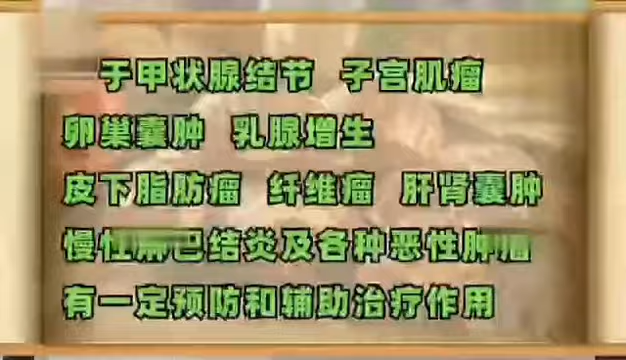 于甲状腺结节 子宫肌瘤
卵巢囊肿 乳腺增生
皮下脂肪瘤 纤维瘤 肝肾囊肿
慢性淋巴结炎及各种恶性肿瘤
有一定预防和辅助治疗作用